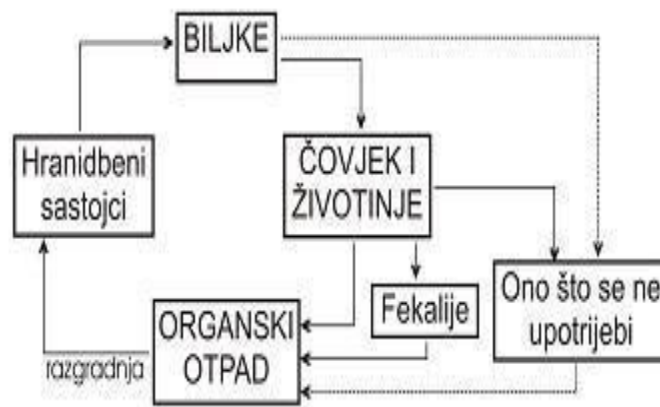 BILJKE
Hranidbeni
sastojci
ČOVJEK I
ŽIVOTINJE
Fekalije
Ono što se ne
upotrijebi
ORGANSKI
OTPAD
razgradnja